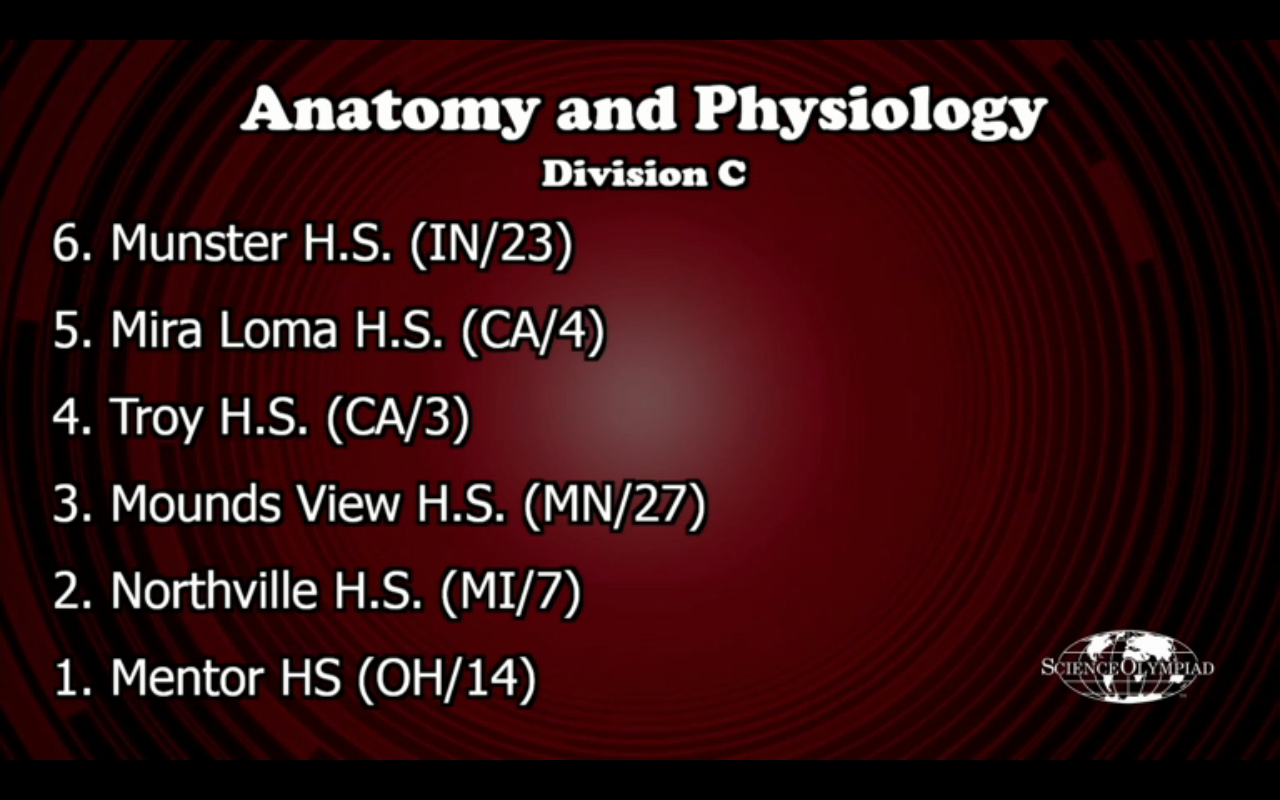 Anatomy and Physiology
Division C
6. Munster H.S. (IN/23)
5. Mira Loma H.S. (CA/4)
4. Troy H.S. (CA/3)
3. Mounds View H.S. (MN/27)
2. Northville H.S. (MI/7)
1. Mentor HS (OH/14)
SCIENCE OLYMPIAD